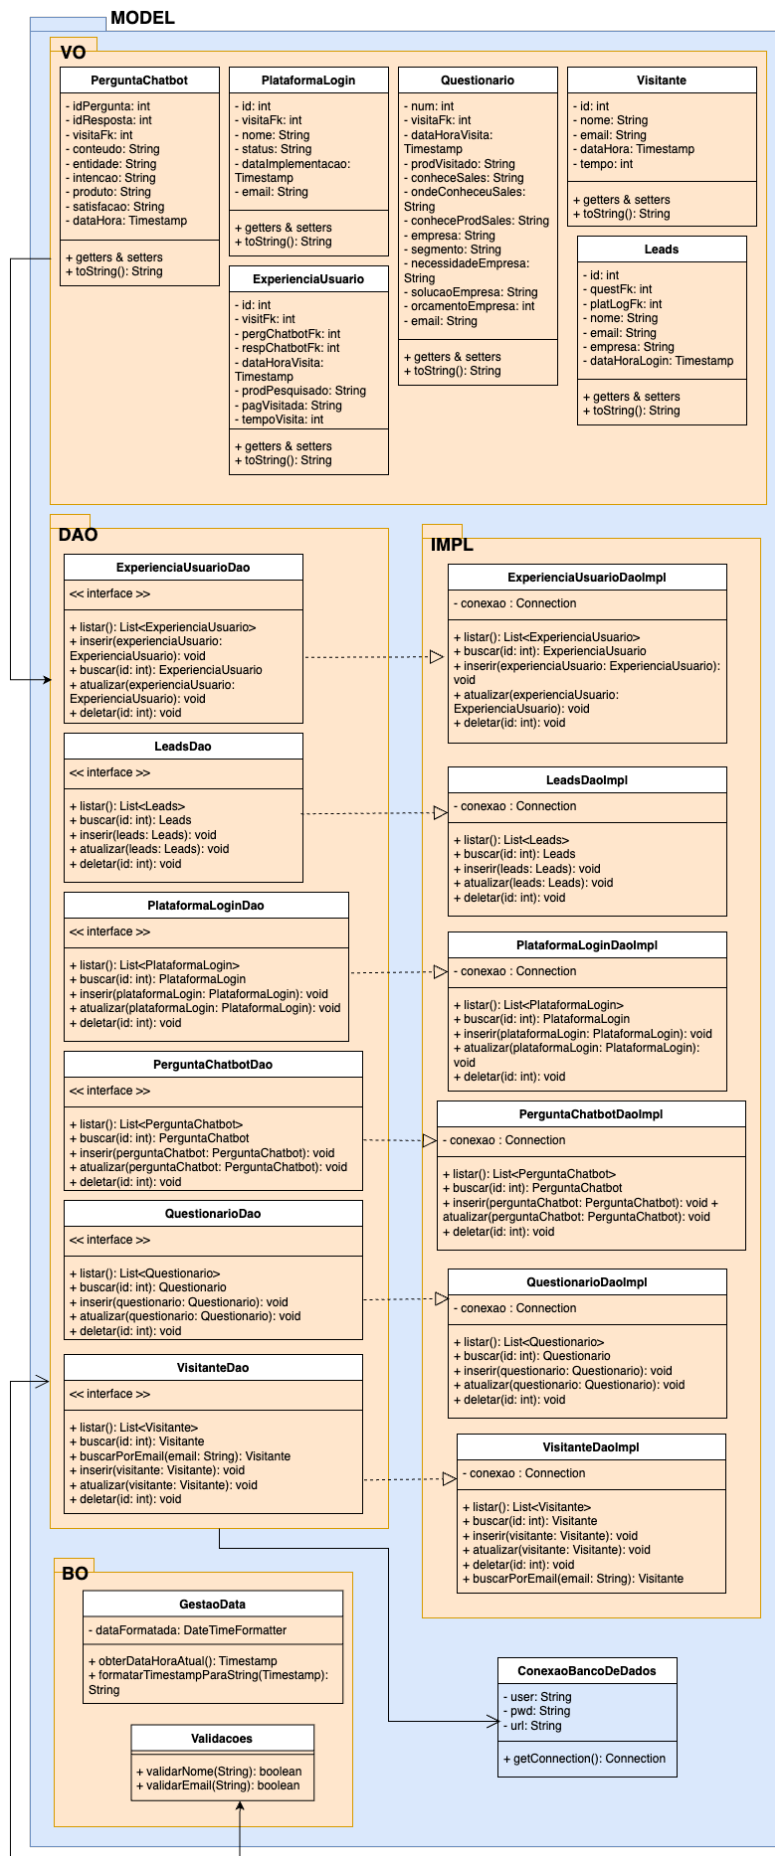 MODEL
VO
PerguntaChatbot
- idPergunta: int
- idResposta: int
- visitaFk: int
- conteudo: String
- entidade: String
- intencao: String
- produto: String
- satisfacao: String
- dataHora: Timestamp
+ getters & setters
+ toString(): String
PlataformaLogin
- id: int
- visitaFk: int
- nome: String
- status: String
- dataImplementacao:
Timestamp
- email: String
+ getters & setters
+ toString(): String
ExperienciaUsuario
- id: int
- visitFk: int
- pergChatbotFk: int
- respChatbotFk: int
- dataHoraVisita:
Timestamp
- prodPesquisado: String
- pagVisitada: String
- tempoVisita: int
+ getters & setters
+ toString(): String
Questionario
- num: int
- visitaFk: int
- dataHoraVisita:
Timestamp
- prodVisitado: String
- conheceSales: String
- ondeConheceuSales:
String
- conheceProdSales: String
- empresa: String
- segmento: String
- necessidadeEmpresa:
String
- solucaoEmpresa: String
- orcamentoEmpresa: int
- email: String
+ getters & setters
+ toString(): String
Visitante
- id: int
- nome: String
- email: String
- dataHora: Timestamp
- tempo: int
+ getters & setters
+ toString(): String
Leads
- id: int
- questFk: int
- platLogFk: int
- nome: String
- email: String
- empresa: String
- dataHoraLogin: Timestamp
+ getters & setters
+ toString(): String
DAO
ExperienciaUsuarioDao
<< interface >>
+ listar(): List<ExperienciaUsuario>
+ inserir(experienciaUsuario:
ExperienciaUsuario): void
+ buscar(id: int): ExperienciaUsuario
+ atualizar(experienciaUsuario:
ExperienciaUsuario): void
+ deletar(id: int): void
LeadsDao
<< interface >>
+ listar(): List<Leads>
+ buscar(id: int): Leads
+ inserir(leads: Leads): void
+ atualizar(leads: Leads): void
+ deletar(id: int): void
PlataformaLoginDao
<< interface >>
+ listar(): List<PlataformaLogin>
+ buscar(id: int): PlataformaLogin
+ inserir(plataformaLogin: PlataformaLogin): void
+ atualizar(plataformaLogin: PlataformaLogin): void
+ deletar(id: int): void
PerguntaChatbotDao
<< interface >>
+ listar(): List<PerguntaChatbot>
+ buscar(id: int): PerguntaChatbot
+ inserir(perguntaChatbot: PerguntaChatbot): void
+ atualizar(perguntaChatbot: PerguntaChatbot): void
+ deletar(id: int): void
QuestionarioDao
<< interface >>
+ listar(): List<Questionario>
+ buscar(id: int): Questionario
+ inserir(questionario: Questionario): void
+ atualizar(questionario: Questionario): void
+ deletar(id: int): void
VisitanteDao
<< interface >>
+ listar(): List<Visitante>
+ buscar(id: int): Visitante
+ buscarPorEmail(email: String): Visitante
+ inserir(visitante: Visitante): void
+ atualizar(visitante: Visitante): void
+ deletar(id: int): void
IMPL
ExperienciaUsuarioDaoImpl
- conexao : Connection
+ listar(): List<ExperienciaUsuario>
+ buscar(id: int): ExperienciaUsuario
+ inserir(experienciaUsuario: ExperienciaUsuario):
void
+ atualizar(experienciaUsuario:
ExperienciaUsuario): void
+ deletar(id: int): void
LeadsDaoImpl
- conexao : Connection
+ listar(): List<Leads>
+ buscar(id: int): Leads
+ inserir(leads: Leads): void
+ atualizar(leads: Leads): void
+ deletar(id: int): void
PlataformaLoginDaoImpl
- conexao : Connection
+ listar(): List<PlataformaLogin>
+ buscar(id: int): PlataformaLogin
+ inserir(plataformaLogin: PlataformaLogin): void
+ atualizar(plataformaLogin: PlataformaLogin):
void
+ deletar(id: int): void
PerguntaChatbotDaoImpl
- conexao : Connection
+ listar(): List<PerguntaChatbot>
+ buscar(id: int): PerguntaChatbot
+ inserir(perguntaChatbot: PerguntaChatbot): void +
atualizar(perguntaChatbot: PerguntaChatbot): void
+ deletar(id: int): void
QuestionarioDaoImpl
- conexao : Connection
+ listar(): List<Questionario>
+ buscar(id: int): Questionario
+ inserir(questionario: Questionario): void
+ atualizar(questionario: Questionario): void
+ deletar(id: int): void
VisitanteDaoImpl
- conexao : Connection
+ listar(): List<Visitante>
+ buscar(id: int): Visitante
+ inserir(visitante: Visitante): void
+ atualizar(visitante: Visitante): void
+ deletar(id: int): void
+ buscarPorEmail(email: String): Visitante
BO
GestaoData
- dataFormatada: DateTimeFormatter
+ obterDataHoraAtual(): Timestamp
+ formatarTimestampParaString(Timestamp):
String
Validacoes
+ validarNome(String): boolean
+ validarEmail(String): boolean
ConexaoBancoDeDados
- user: String
- pwd: String
- url: String
+ getConnection(): Connection